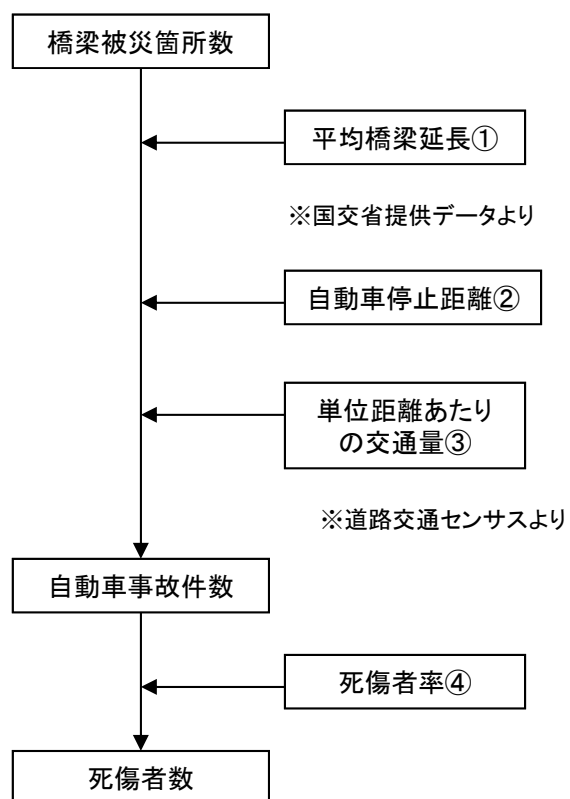 橋梁被災箇所数
平均橋梁延長①
※国交省提供データより
自動車停止距離②
単位距離あたり
の交通量③
※道路交通センサスより
自動車事故件数
死傷者率④
死傷者数